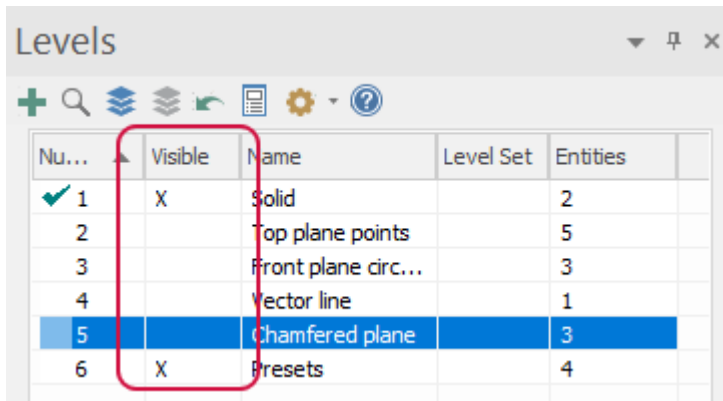 Levels
Nu... Visible Name Level Set Entities
1 X Solid 2
2 Top plane points 5
3 Front plane circ... 3
4 Vector line 1
5 Chamfered plane 3
6 X Presets 4